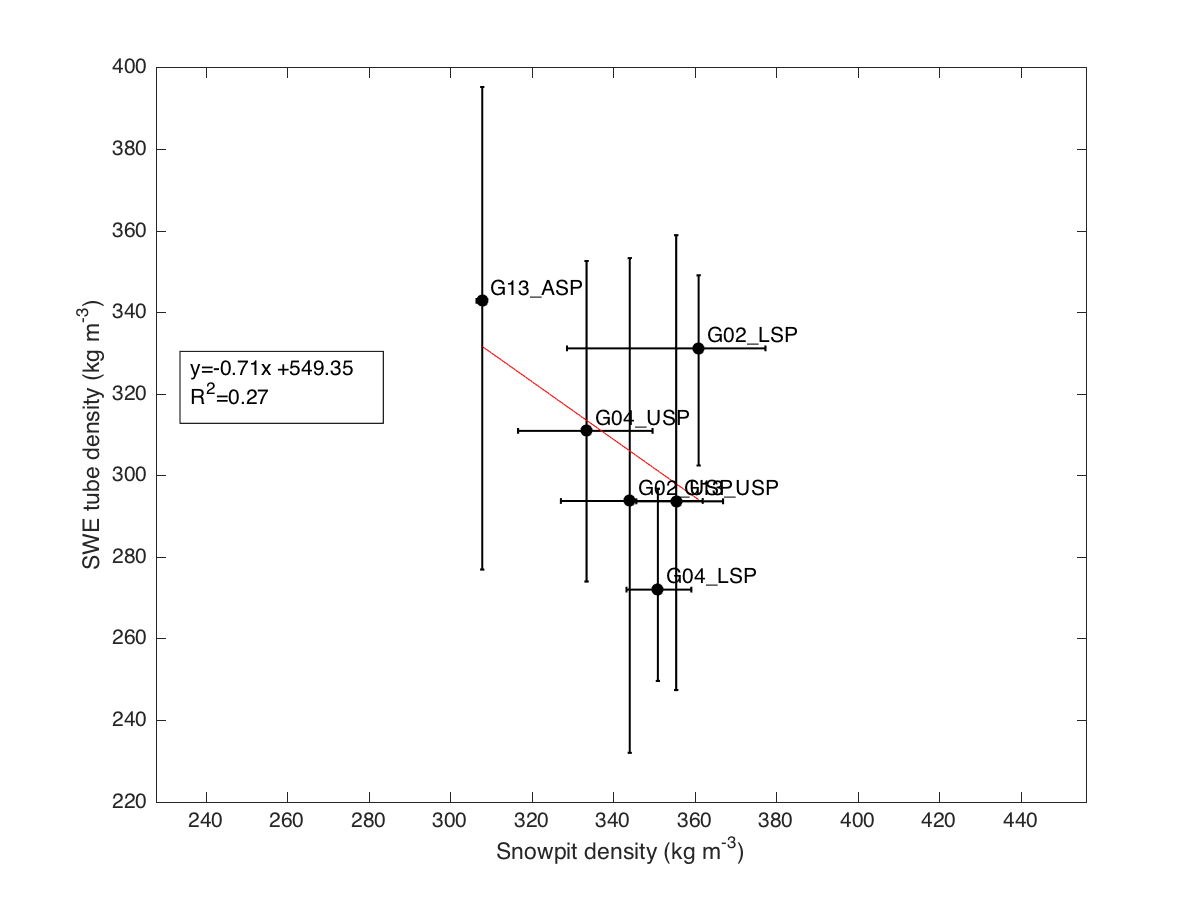 400
380
360
340
320
300
280
260
240
220
SWE tube density (kg m-3)
G13_ASP
G02_LSP
y=-0.71x +549.35
R2=0.27
G04_USP
G02_USP
G13_USP
G04_LSP
240 260 280 300 320 340 360 380 400 420 440
Snowpit density (kg m-3)